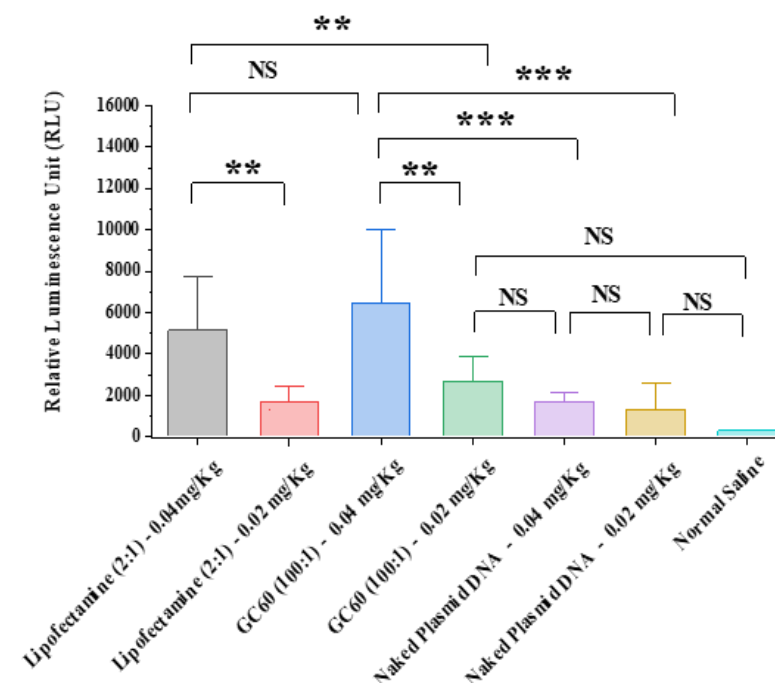 **
NS
***
***
**
**
NS
NS
NS
NS
Relative Luminescence Unit (RLU)
16000
14000
12000
10000
8000
6000
4000
2000
0
Lipofectamine (2:1) - 0.04mg/Kg
Lipofectamine (2:1) - 0.02 mg/Kg
GC60 (100:1) - 0.04 mg/Kg
GC60 (100:1) - 0.02 mg/Kg
Naked Plasmid DNA - 0.04 mg/Kg
Naked Plasmid DNA - 0.02 mg/Kg
Normal Saline